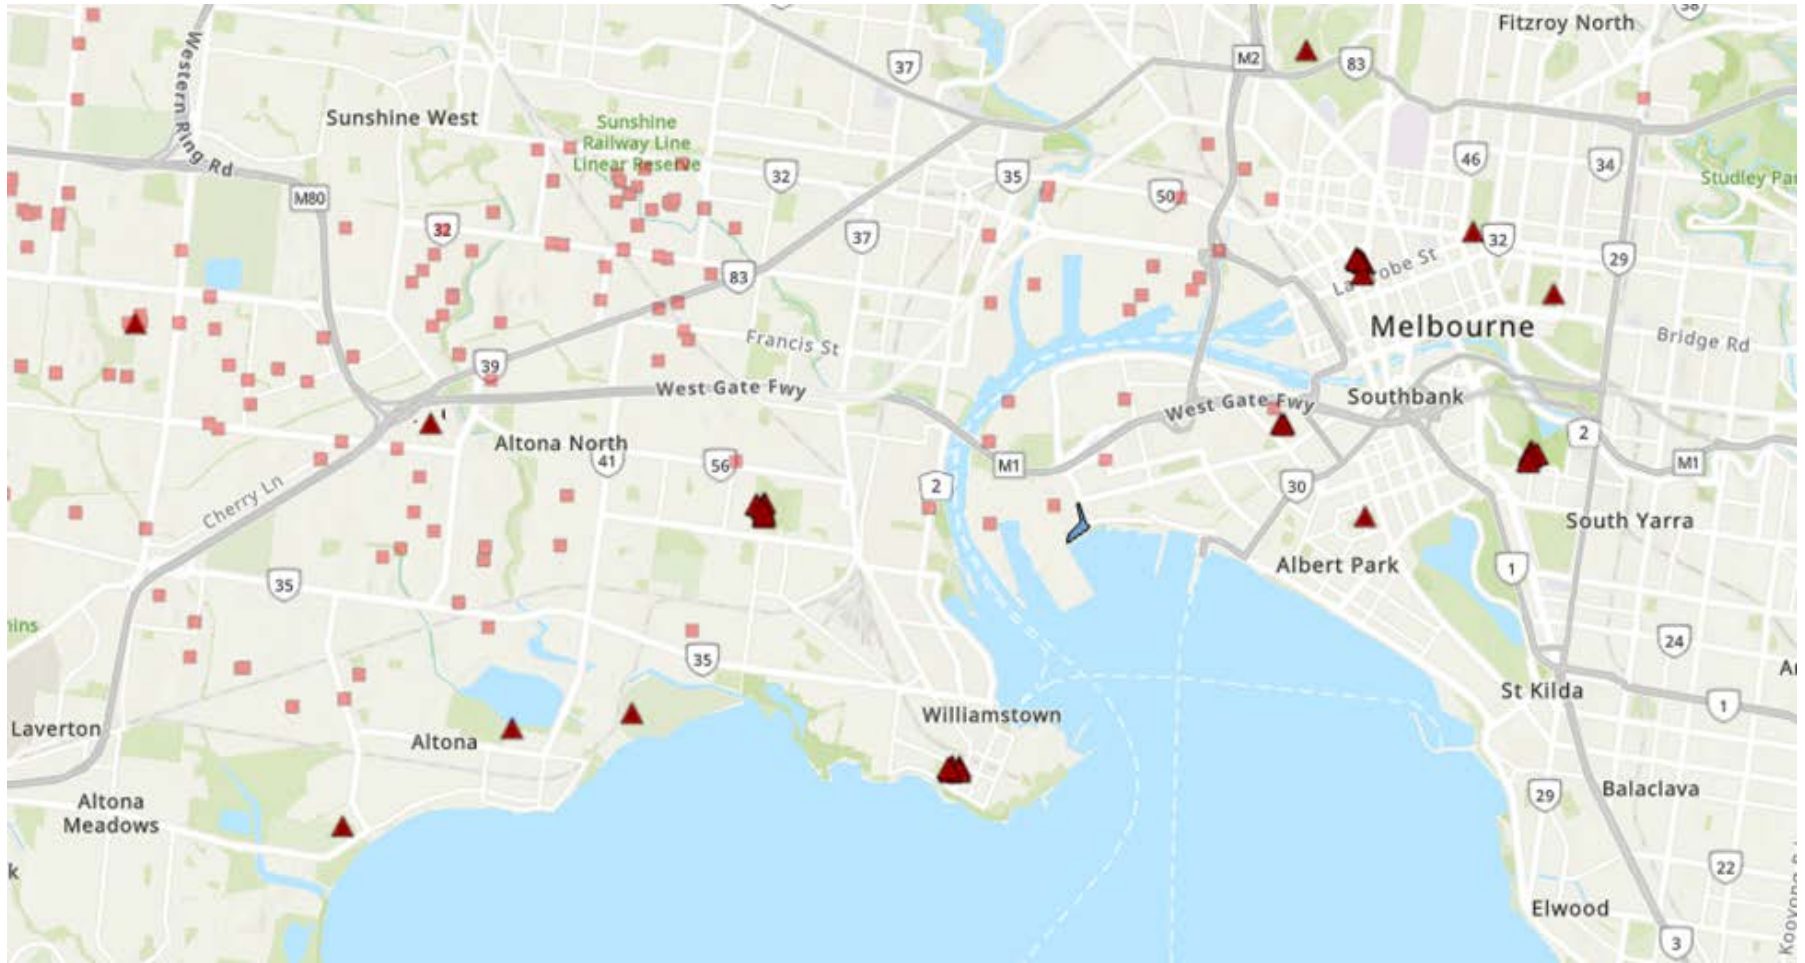 38
Fitzroy North
M2
83
37
Western Ring Rd
Sunshine West
Sunshine
Railway Line
Linear Reserve
32
35
50
46
34
Studley
M80
32
37
83
32
29
La
obe St
Melbourne
Bridge Rd
Francis St
39
West Gate Fwy
West Gate Fwy
Southbank
Altona North
41
56
M1
2
30
2
M1
Cherry Ln
South Yarra
35
Albert Park
1
24
35
St Kilda
1
Laverton
Altona
Williamstown
Altona
Meadows
29
Balaclava
22
k
Elwood
3